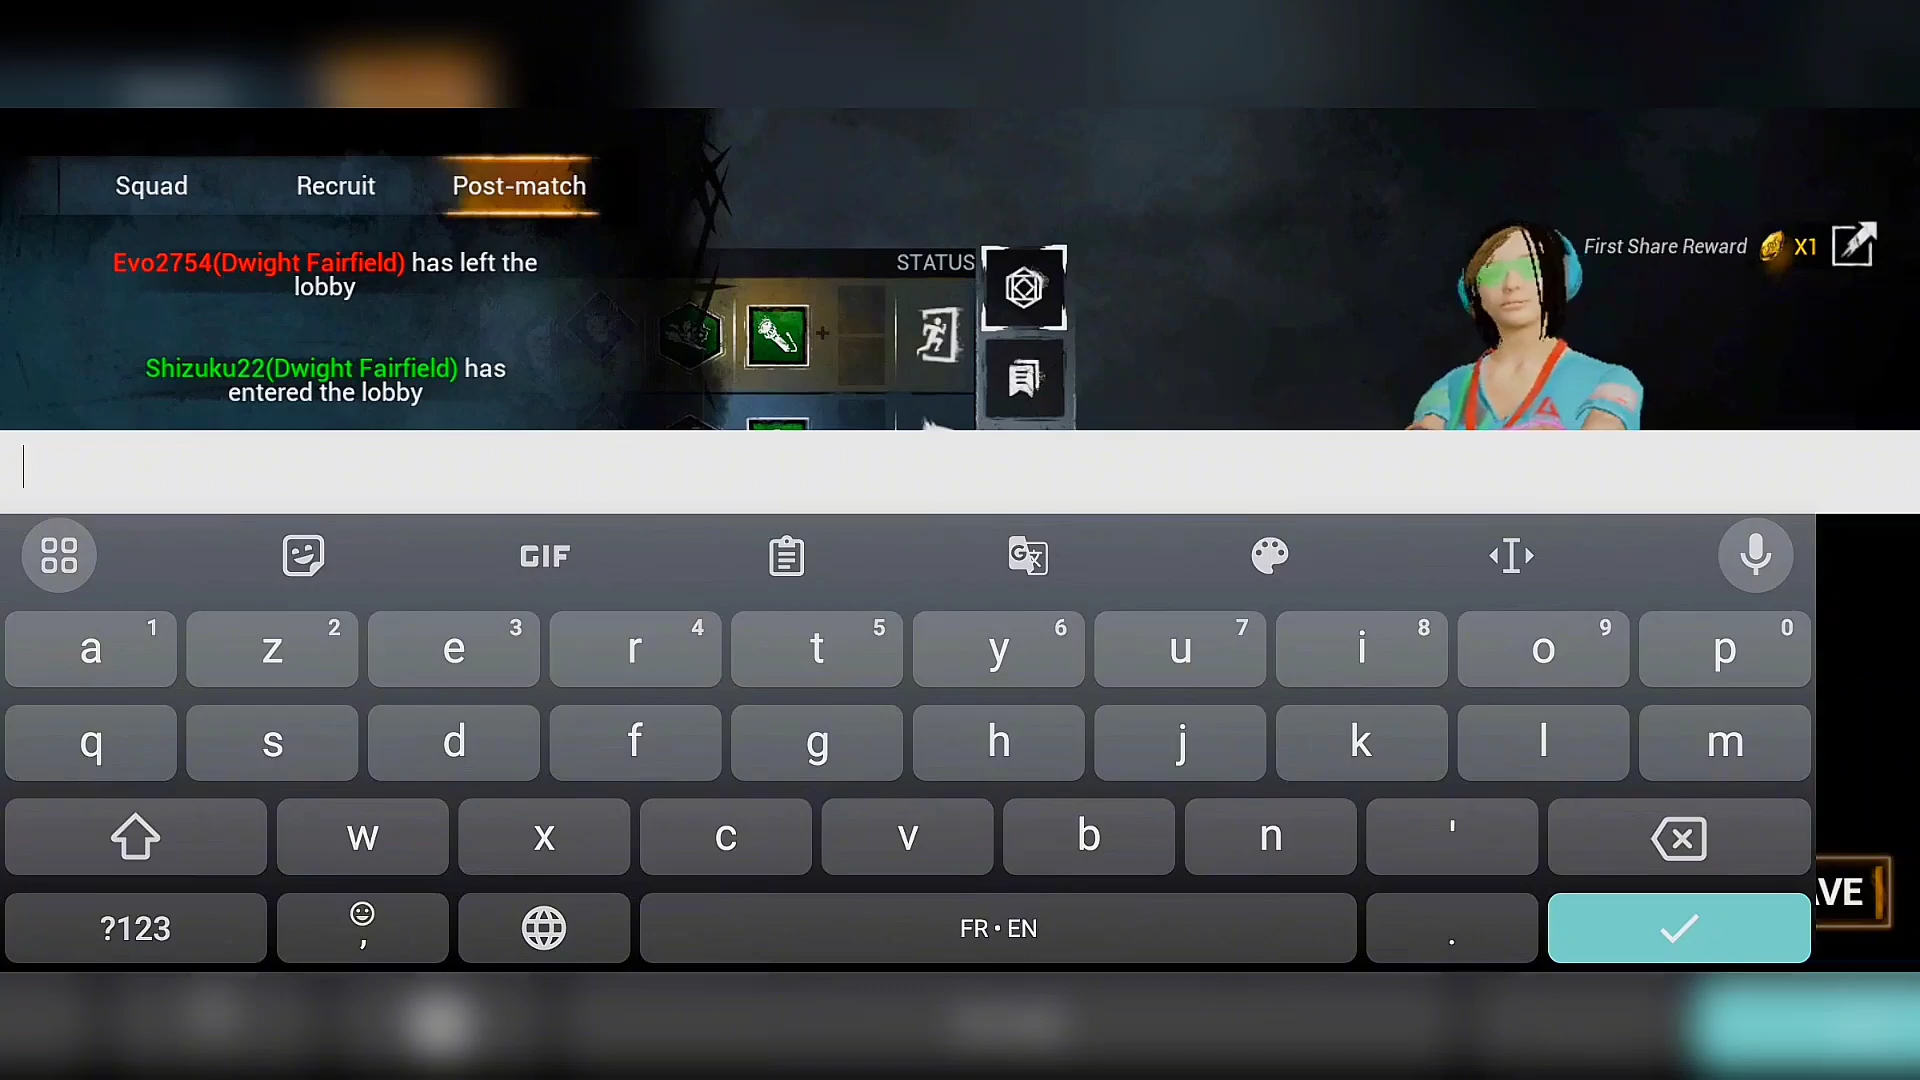 Squad Recruit Post-match
Evo2754(Dwight Fairfield) has left the
lobby
Shizuku22(Dwight Fairfield) has
entered the lobby
STATUS
First Share Reward X1
GIF
a 1 z 2 e 3 r 4 t 5 y 6 u 7 i 8 o 9 p 0
q s d f g h j k l m
w x c v b n '
?123 , FR • EN .
AVE